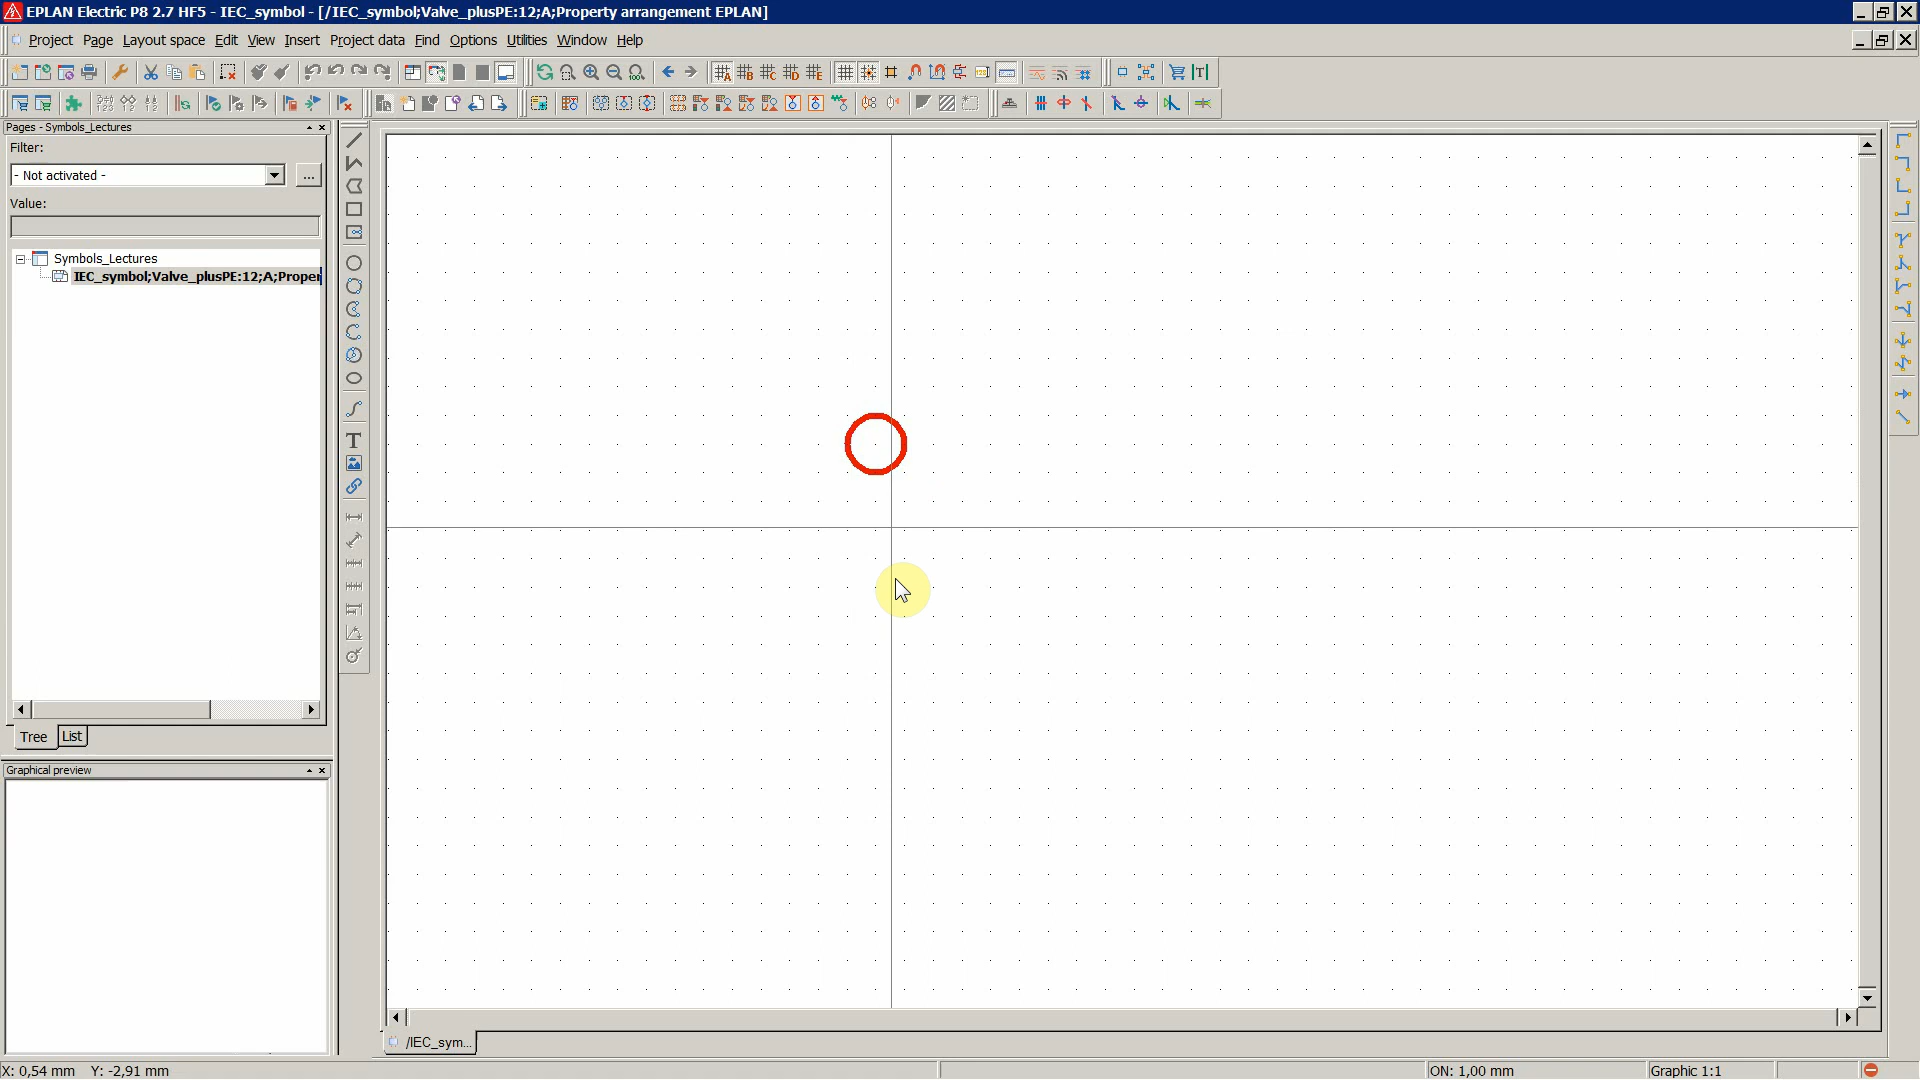 EPLAN Electric P8 2.7 HF5 - IEC_symbol - [/IEC_symbol;Valve_plusPE:12;A;Property arrangement EPLAN]
Project Page Layout space Edit View Insert Project data Find Options Utilities Window Help
Pages - Symbols_Lectures
Filter:
- Not activated -
...
Value:
Symbols_Lectures
IEC_symbol;Valve_plusPE:12;A;Proper
Tree List
Graphical preview
/IEC_sym...
X: 0,54 mm Y: -2,91 mm
ON: 1,00 mm
Graphic 1:1